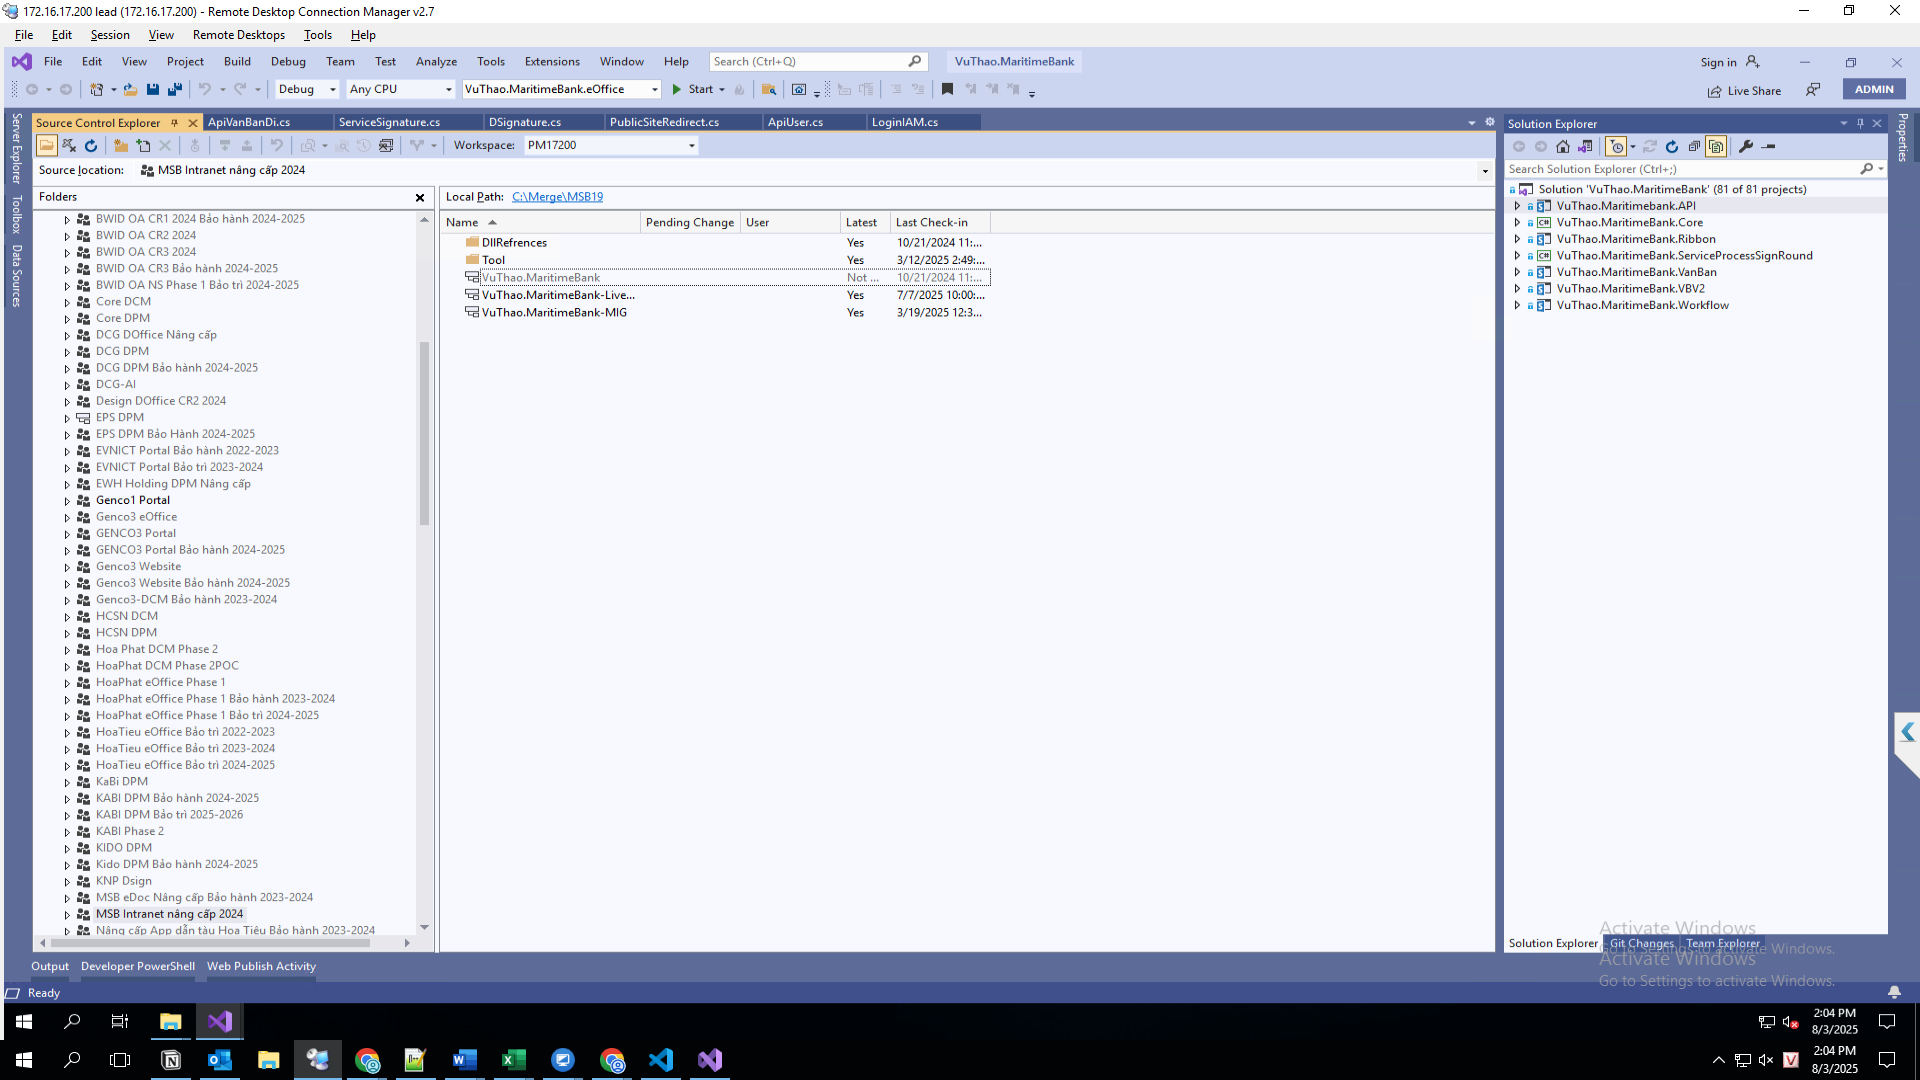 172.16.17.200 lead (172.16.17.200) - Remote Desktop Connection Manager v2.7
File Edit Session View Remote Desktops Tools Help
File Edit View Project Build Debug Team Test Analyze Tools Extensions Window Help Search (Ctrl+Q) VuThao.MaritimeBank Sign in
Debug Any CPU VuThao.MaritimeBank.eOffice Start Live Share ADMIN
Server Explorer
Toolbox
Data Sources
Source Control Explorer ApiVanBanDi.cs ServiceSignature.cs DSignature.cs PublicSiteRedirect.cs ApiUser.cs LoginIAM.cs
Workspace: PM17200
Source location: MSB Intranet nâng cấp 2024
Folders
BWID OA CR1 2024 Bảo hành 2024-2025
BWID OA CR2 2024
BWID OA CR3 2024
BWID OA CR3 Bảo hành 2024-2025
BWID OA NS Phase 1 Bảo trì 2024-2025
Core DCM
Core DPM
DCG DOffice Nâng cấp
DCG DPM
DCG DPM Bảo hành 2024-2025
DCG-AI
Design DOffice CR2 2024
EPS DPM
EPS DPM Bảo Hành 2024-2025
EVNICT Portal Bảo hành 2022-2023
EVNICT Portal Bảo trì 2023-2024
EWH Holding DPM Nâng cấp
Genco1 Portal
Genco3 eOffice
GENCO3 Portal
GENCO3 Portal Bảo hành 2024-2025
Genco3 Website
Genco3 Website Bảo hành 2024-2025
Genco3-DCM Bảo hành 2023-2024
HCSN DCM
HCSN DPM
Hoa Phat DCM Phase 2
HoaPhat DCM Phase 2POC
HoaPhat eOffice Phase 1
HoaPhat eOffice Phase 1 Bảo hành 2023-2024
HoaPhat eOffice Phase 1 Bảo trì 2024-2025
HoaTieu eOffice Bảo trì 2022-2023
HoaTieu eOffice Bảo trì 2023-2024
HoaTieu eOffice Bảo trì 2024-2025
KaBi DPM
KABI DPM Bảo hành 2024-2025
KABI DPM Bảo trì 2025-2026
KABI Phase 2
KIDO DPM
Kido DPM Bảo hành 2024-2025
KNP Dsign
MSB eDoc Nâng cấp Bảo hành 2023-2024
MSB Intranet nâng cấp 2024
Nâng cấp App dẫn tàu Hoa Tiêu Bảo hành 2023-2024
Local Path: C:\Merge\MSB19
Name Pending Change User Latest Last Check-in
DllRefrences Yes 10/21/2024 11:...
Tool Yes 3/12/2025 2:49:...
VuThao.MaritimeBank Not ... 10/21/2024 11:...
VuThao.MaritimeBank-Live... Yes 7/7/2025 10:00:...
VuThao.MaritimeBank-MIG Yes 3/19/2025 12:3...
Solution Explorer
Search Solution Explorer (Ctrl+;)
Solution 'VuThao.MaritimeBank' (81 of 81 projects)
VuThao.Maritimebank.API
VuThao.MaritimeBank.Core
VuThao.MaritimeBank.Ribbon
VuThao.MaritimeBank.ServiceProcessSignRound
VuThao.MaritimeBank.VanBan
VuThao.MaritimeBank.VBV2
VuThao.MaritimeBank.Workflow
Properties
Activate Windows
Go to Settings to activate Windows.
Solution Explorer Git Changes Team Explorer
Activate Windows
Go to Settings to activate Windows.
Output Developer PowerShell Web Publish Activity
Ready
2:04 PM
8/3/2025
2:04 PM
8/3/2025